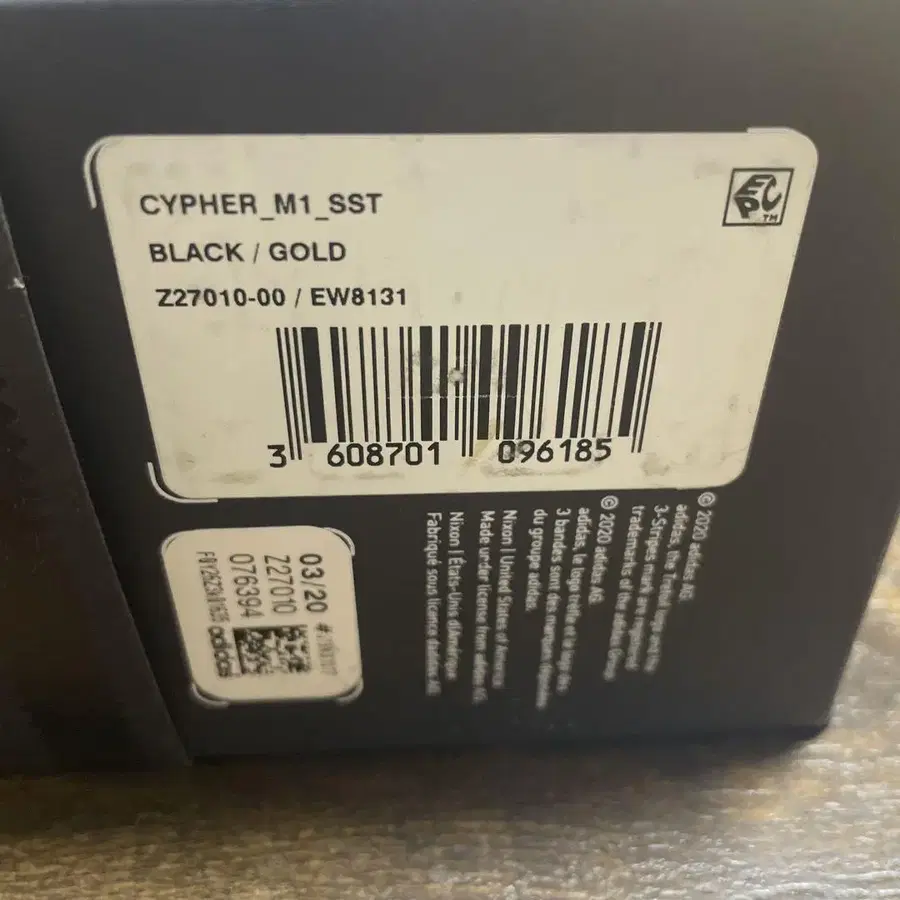 CYPHER_M1_SST
BLACK / GOLD
Z27010-00 / EW8131
EPC™
3 608701 096185
© 2020 adidas AG.
adidas, the Trefoil logo and the
3-Stripes mark are registered
trademarks of the adidas Group.
© 2020 adidas AG.
adidas, le logo trèfle et le logo des
3 bandes sont des marques déposées
du groupe adidas.
Nixon | United States of America
Made under license from adidas AG.
Nixon | États-Unis d'Amérique
Fabriqué sous licence d'adidas AG.
03/20
Z27010
076394
adidas